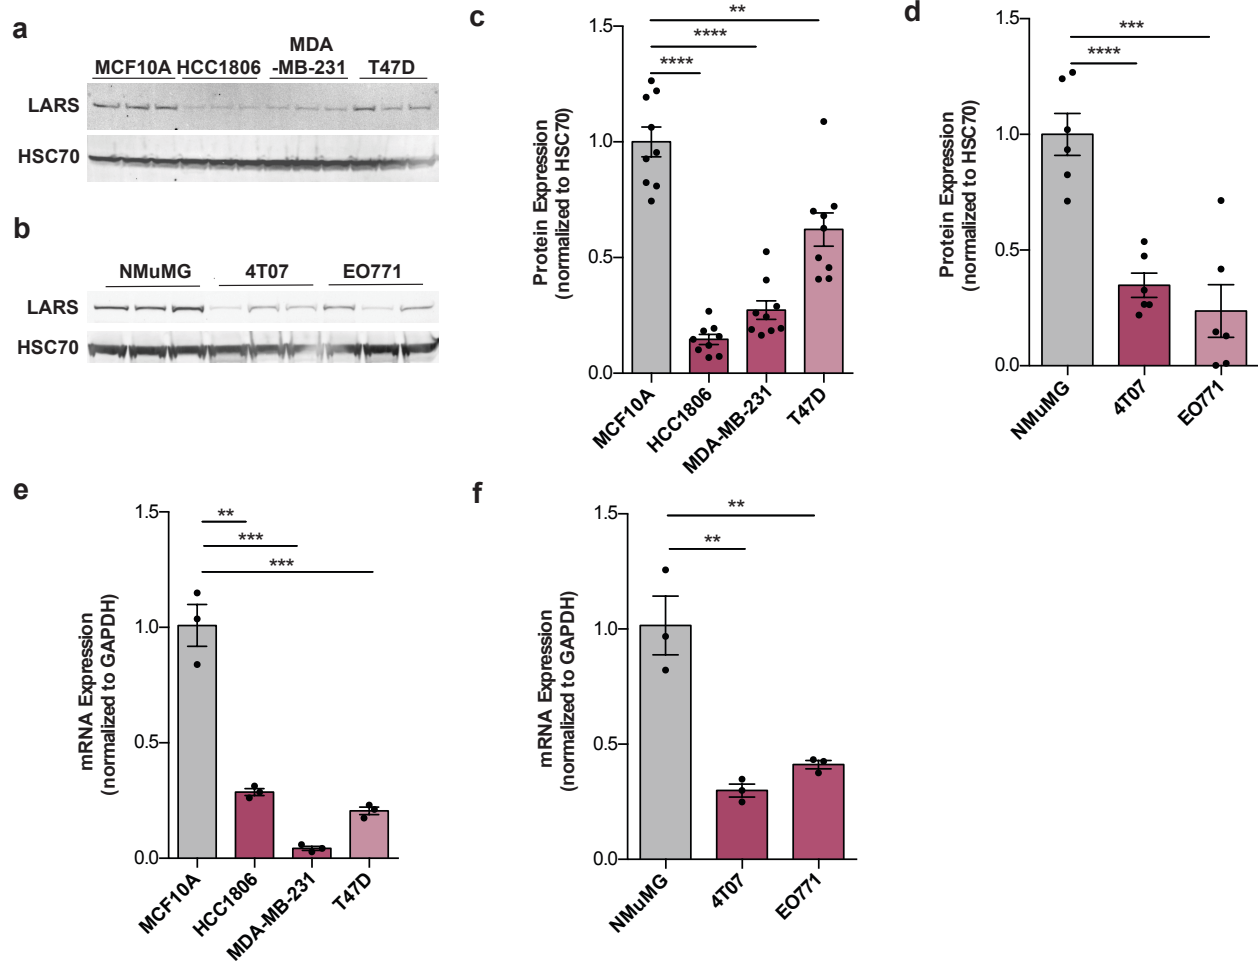 a
MDA
MCF10A HCC1806 -MB-231 T47D
LARS
HSC70
b
NMuMG 4T07 EO771
LARS
HSC70
c
Protein Expression
(normalized to HSC70)
1.5
1.0
0.5
0.0
**
****
****
MCF10A
HCC1806
MDA-MB-231
T47D
d
Protein Expression
(normalized to HSC70)
1.5
1.0
0.5
0.0
***
****
NMuMG
4T07
EO771
e
mRNA Expression
(normalized to GAPDH)
1.5
1.0
0.5
0.0
**
***
***
MCF10A
HCC1806
MDA-MB-231
T47D
f
mRNA Expression
(normalized to GAPDH)
1.5
1.0
0.5
0.0
**
**
NMuMG
4T07
EO771